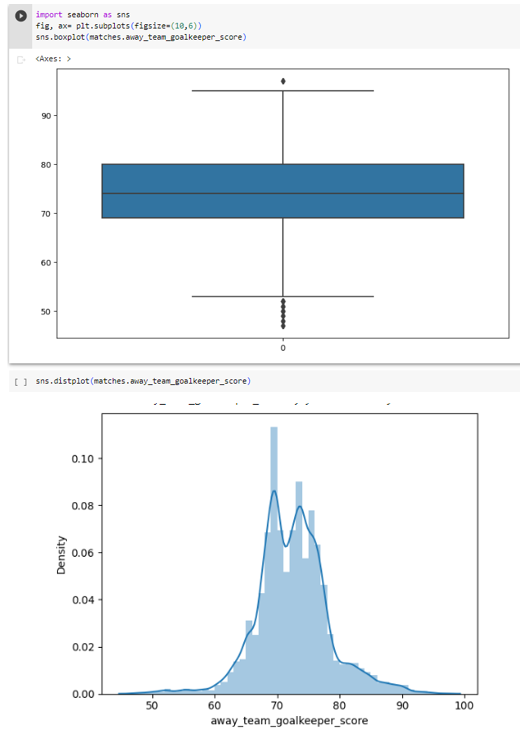 import seaborn as sns
fig, ax= plt.subplots(figsize=(10,6))
sns.boxplot(matches.away_team_goalkeeper_score)
<Axes: >
90
80
70
60
50
0
[ ] sns.distplot(matches.away_team_goalkeeper_score)
0.10
0.08
0.06
0.04
0.02
0.00
Density
50 60 70 80 90 100
away_team_goalkeeper_score